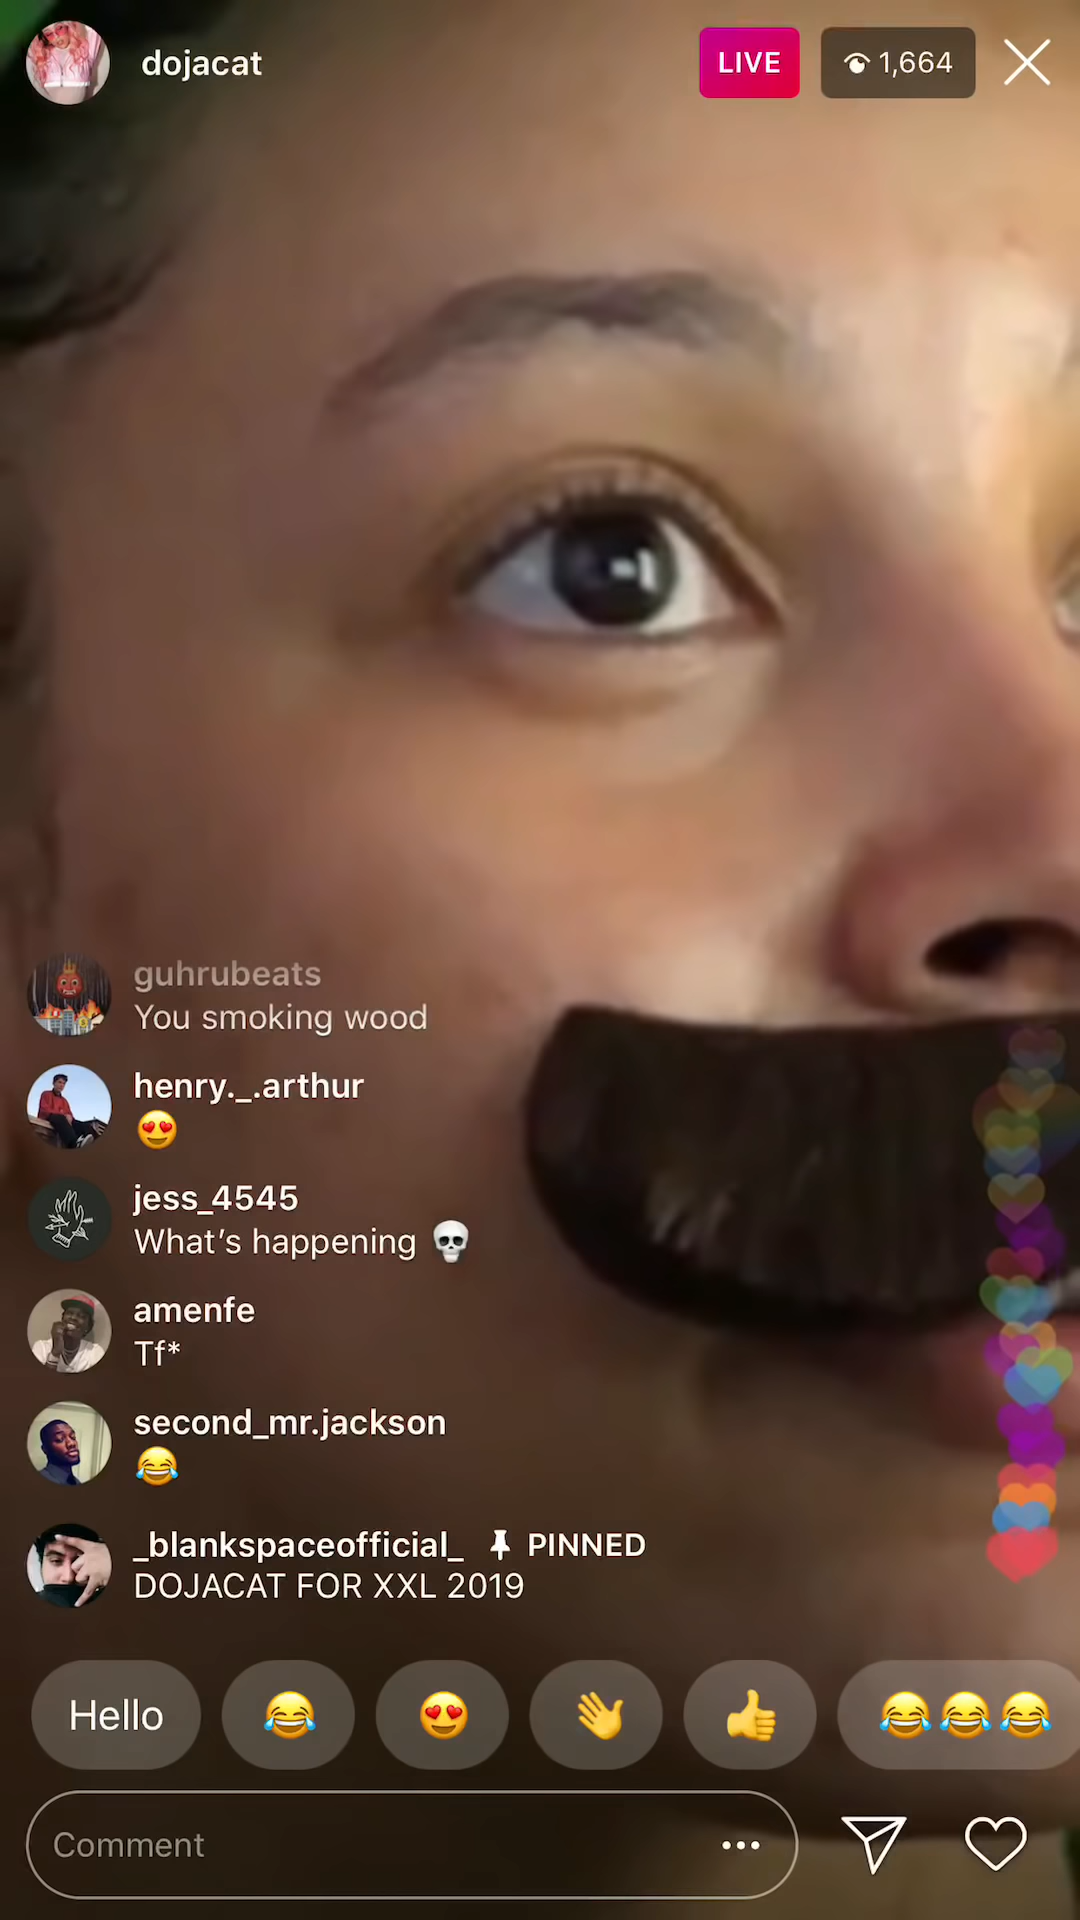 dojacat
LIVE
1,664
guhrubeats
You smoking wood
henry._.arthur
😍
jess_4545
What’s happening 💀
amenfe
Tf*
second_mr.jackson
😂
_blankspaceofficial_ 📌 PINNED
DOJACAT FOR XXL 2019
Hello 😂 😍 👋 👍 😂😂😂
Comment